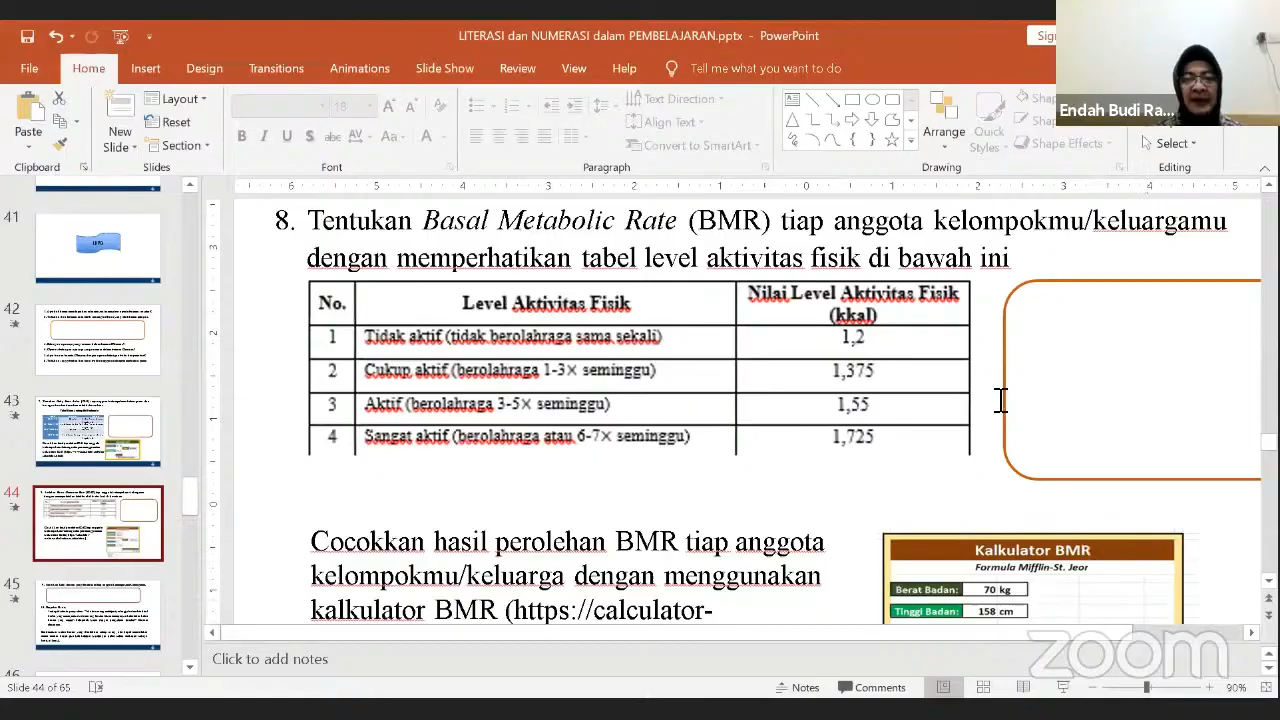 LITERASI dan NUMERASI dalam PEMBELAJARAN.pptx - PowerPoint
Sig
File Home Insert Design Transitions Animations Slide Show Review View Help Tell me what you want to do
Endah Budi Ra...
Paste
New
Slide
Layout
Reset
Section
18
Text Direction
Align Text
Convert to SmartArt
Arrange
Quick
Styles
Shape Effects
Select
Clipboard Slides Font Paragraph Drawing Editing
41
42
43
44
45
46
8. Tentukan Basal Metabolic Rate (BMR) tiap anggota kelompokmu/keluargamu
dengan memperhatikan tabel level aktivitas fisik di bawah ini
No. Level Aktivitas Fisik Nilai Level Aktivitas Fisik
(kkal)
1 Tidak aktif (tidak berolahraga sama sekali) 1,2
2 Cukup aktif (berolahraga 1-3× seminggu) 1,375
3 Aktif (berolahraga 3-5× seminggu) 1,55
4 Sangat aktif (berolahraga atau 6-7× seminggu) 1,725
Cocokkan hasil perolehan BMR tiap anggota
kelompokmu/keluarga dengan menggunakan
kalkulator BMR (https://calculator-
Kalkulator BMR
Formula Mifflin-St. Jeor
Berat Badan: 70 kg
Tinggi Badan: 158 cm
Click to add notes
zoom
Slide 44 of 65
Notes Comments 90%